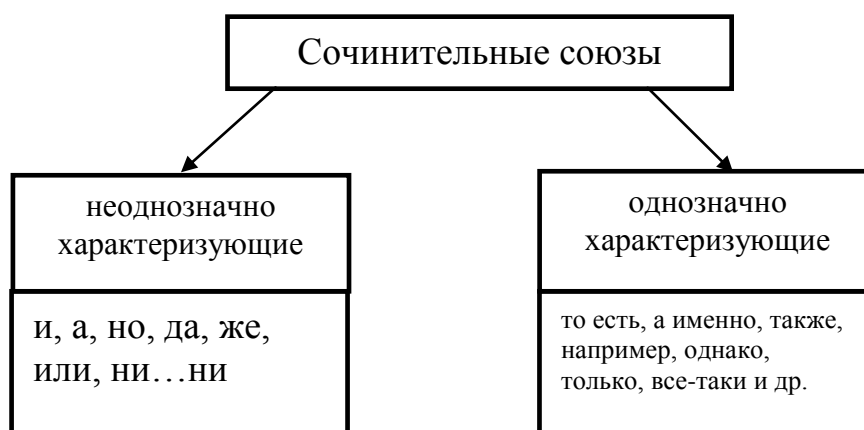 Сочинительные союзы
неоднозначно
характеризующие
и, а, но, да, же,
или, ни…ни
однозначно
характеризующие
то есть, а именно, также,
например, однако,
только, все-таки и др.